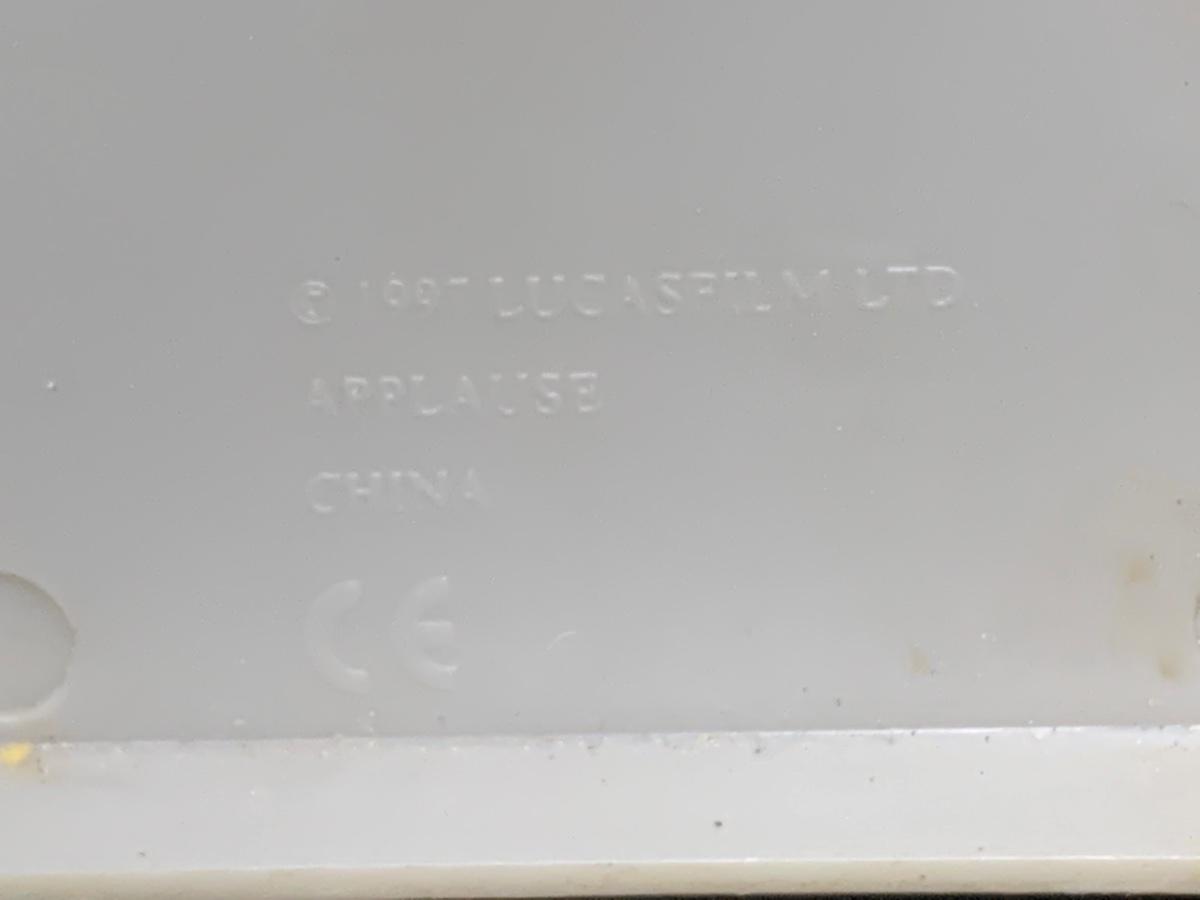 © 1997 LUCASFILM LTD.
APPLAUSE
CHINA
CE